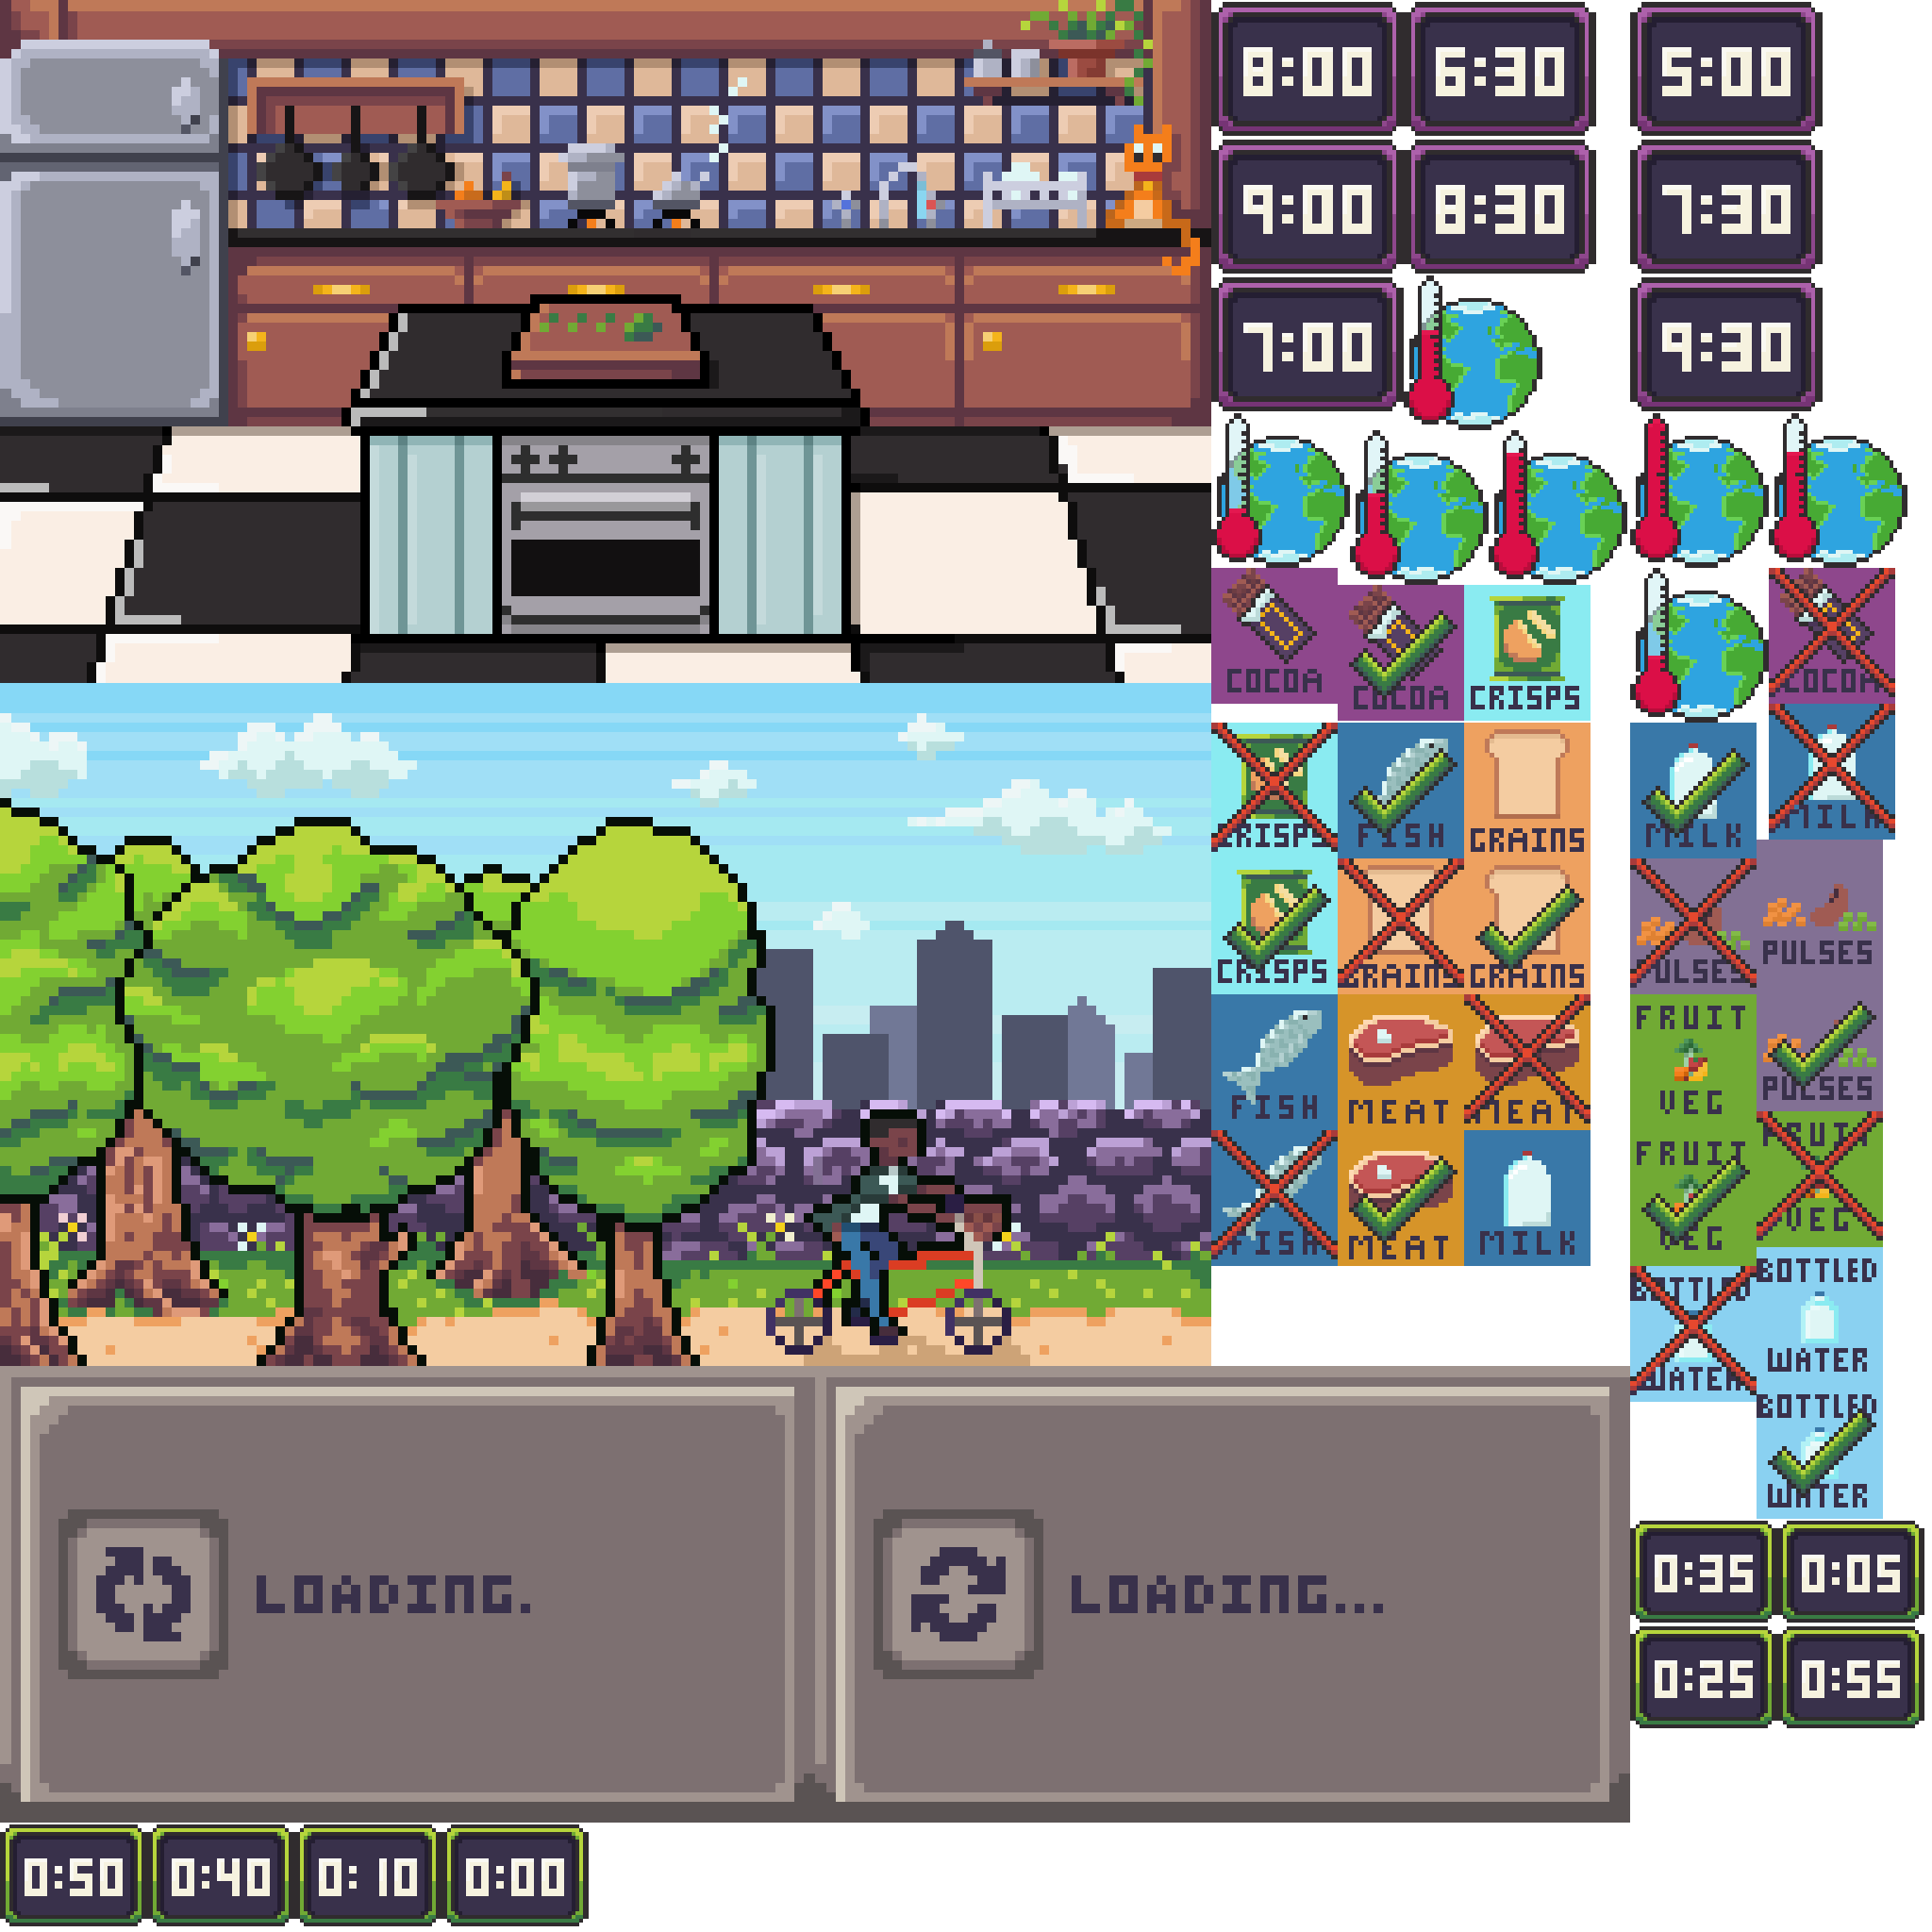 8:00
6:30
5:00
9:00
8:30
7:30
7:00
9:30
COCOA
COCOA
CRISPS
COCOA
CRISPS
FISH
GRAINS
MILK
MILK
CRISPS
GRAINS
GRAINS
PULSES
PULSES
FISH
MEAT
MEAT
FRUIT
VEG
PULSES
FISH
MEAT
MILK
FRUIT
VEG
FRUIT
VEG
BOTTLED
WATER
BOTTLED
WATER
BOTTLED
WATER
LOADING.
LOADING...
0:35
0:05
0:25
0:55
0:50
0:40
0:10
0:00